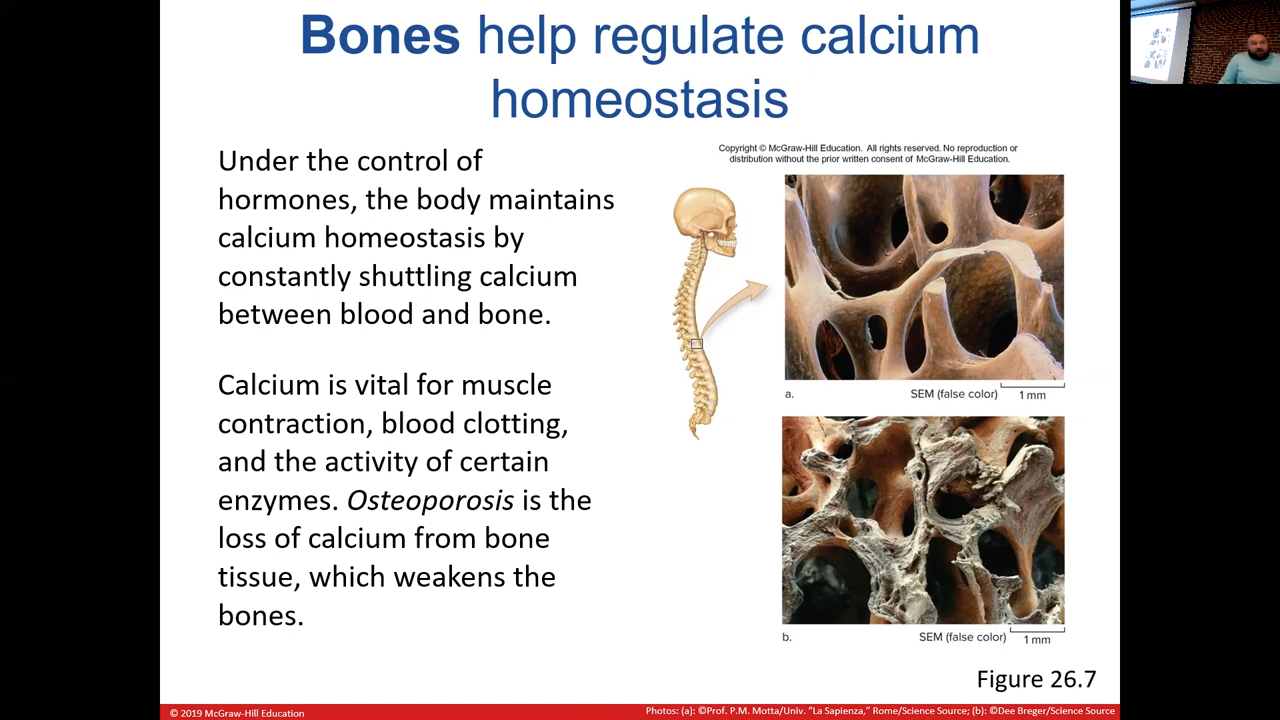 Bones help regulate calcium
homeostasis
Under the control of
hormones, the body maintains
calcium homeostasis by
constantly shuttling calcium
between blood and bone.
Calcium is vital for muscle
contraction, blood clotting,
and the activity of certain
enzymes. Osteoporosis is the
loss of calcium from bone
tissue, which weakens the
bones.
Copyright © McGraw-Hill Education. All rights reserved. No reproduction or
distribution without the prior written consent of McGraw-Hill Education.
a.
SEM (false color)
1 mm
b.
SEM (false color)
1 mm
Figure 26.7
© 2019 McGraw-Hill Education
Photos: (a): ©Prof. P.M. Motta/Univ. "La Sapienza," Rome/Science Source; (b): ©Dee Breger/Science Source